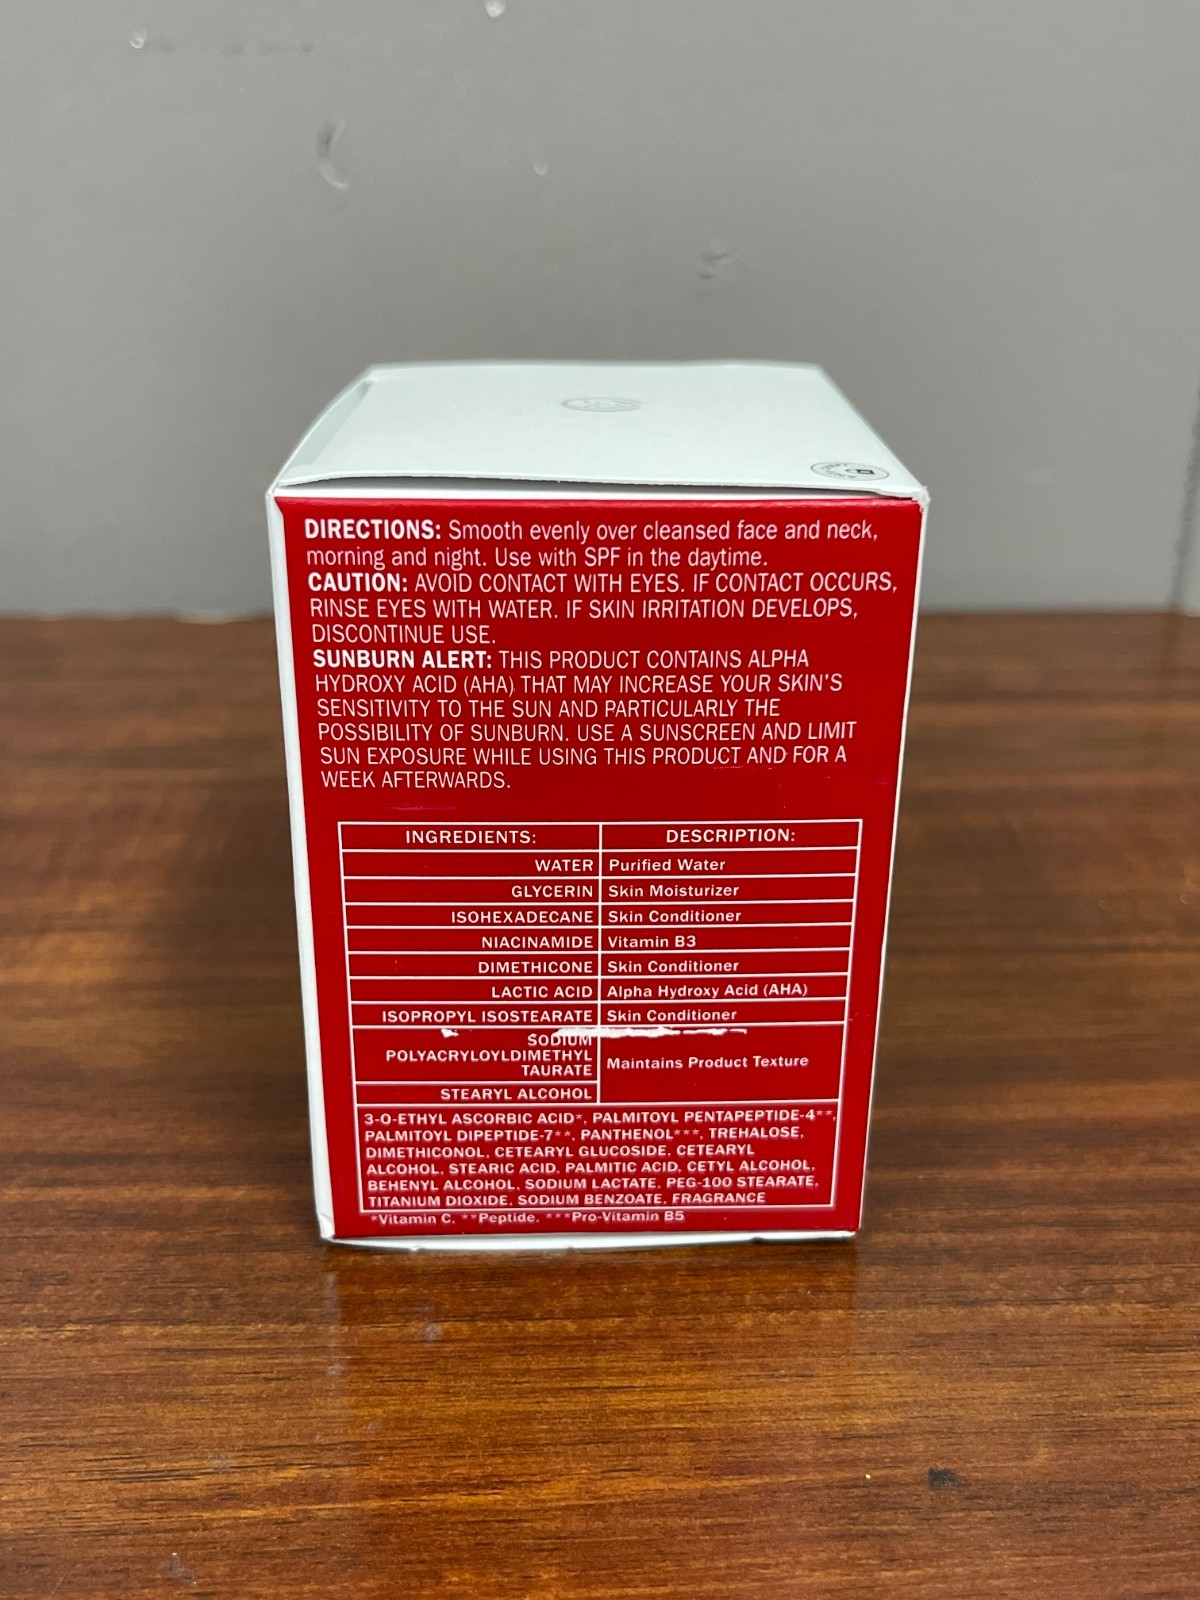 DIRECTIONS: Smooth evenly over cleansed face and neck,
morning and night. Use with SPF in the daytime.
CAUTION: AVOID CONTACT WITH EYES. IF CONTACT OCCURS,
RINSE EYES WITH WATER. IF SKIN IRRITATION DEVELOPS,
DISCONTINUE USE.
SUNBURN ALERT: THIS PRODUCT CONTAINS ALPHA
HYDROXY ACID (AHA) THAT MAY INCREASE YOUR SKIN'S
SENSITIVITY TO THE SUN AND PARTICULARLY THE
POSSIBILITY OF SUNBURN. USE A SUNSCREEN AND LIMIT
SUN EXPOSURE WHILE USING THIS PRODUCT AND FOR A
WEEK AFTERWARDS.
INGREDIENTS: DESCRIPTION:
WATER Purified Water
GLYCERIN Skin Moisturizer
ISOHEXADECANE Skin Conditioner
NIACINAMIDE Vitamin B3
DIMETHICONE Skin Conditioner
LACTIC ACID Alpha Hydroxy Acid (AHA)
ISOPROPYL ISOSTEARATE Skin Conditioner
SODIUM
POLYACRYLOYLDIMETHYL
TAURATE
Maintains Product Texture
STEARYL ALCOHOL
3-O-ETHYL ASCORBIC ACID*, PALMITOYL PENTAPEPTIDE-4**,
PALMITOYL DIPEPTIDE-7**, PANTHENOL***, TREHALOSE,
DIMETHICONOL, CETEARYL GLUCOSIDE, CETEARYL
ALCOHOL, STEARIC ACID, PALMITIC ACID, CETYL ALCOHOL,
BEHENYL ALCOHOL, SODIUM LACTATE, PEG-100 STEARATE,
TITANIUM DIOXIDE, SODIUM BENZOATE, FRAGRANCE
*Vitamin C, **Peptide, ***Pro-Vitamin B5